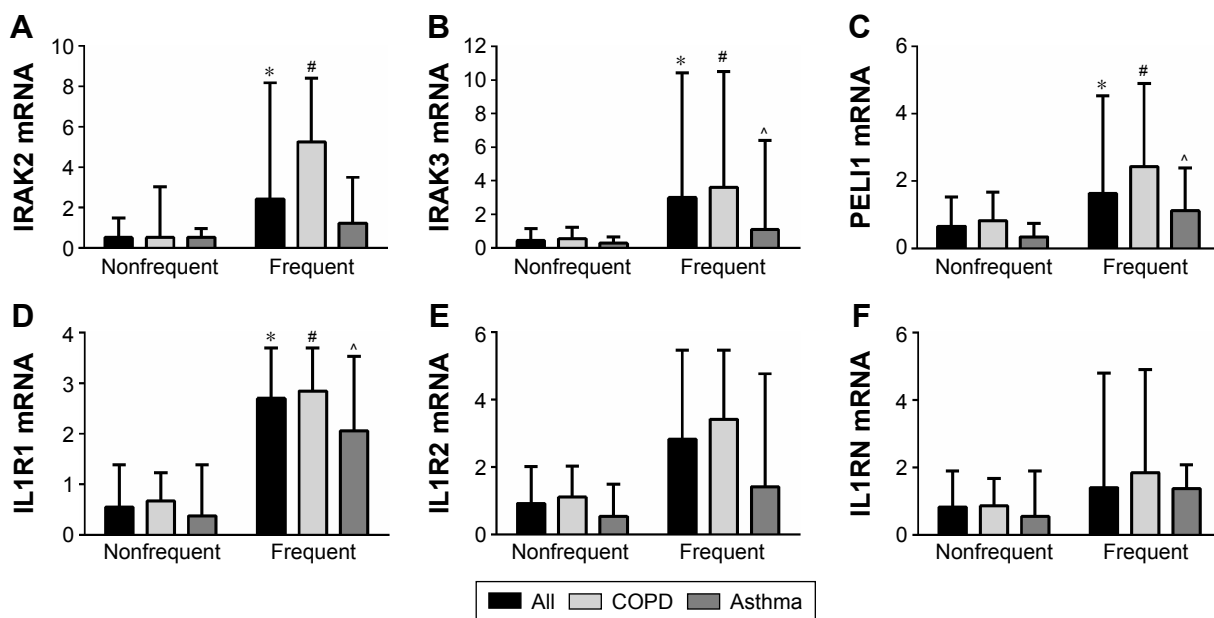 A
IRAK2 mRNA
10
8
6
4
2
0
*
#
Nonfrequent
Frequent
B
IRAK3 mRNA
12
10
8
6
4
2
0
*
#
^
Nonfrequent
Frequent
C
PELI1 mRNA
6
4
2
0
*
#
^
Nonfrequent
Frequent
D
IL1R1 mRNA
4
3
2
1
0
*
#
^
Nonfrequent
Frequent
E
IL1R2 mRNA
6
4
2
0
Nonfrequent
Frequent
F
IL1RN mRNA
6
4
2
0
Nonfrequent
Frequent
All COPD Asthma